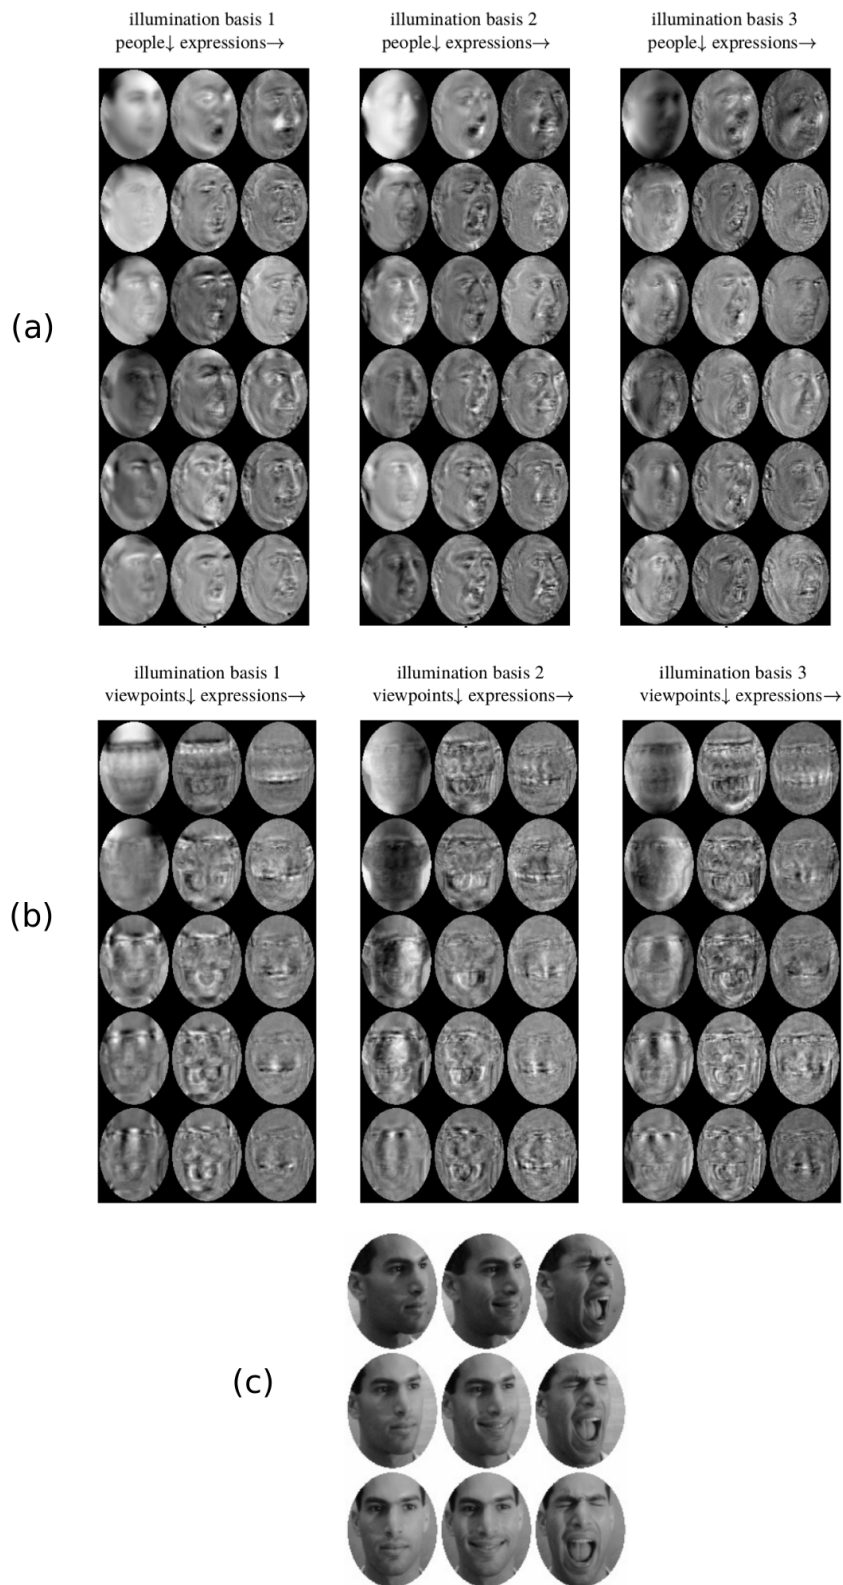 illumination basis 1
people↓ expressions→
illumination basis 2
people↓ expressions→
illumination basis 3
people↓ expressions→
(a)
illumination basis 1
viewpoints↓ expressions→
illumination basis 2
viewpoints↓ expressions→
illumination basis 3
viewpoints↓ expressions→
(b)
(c)